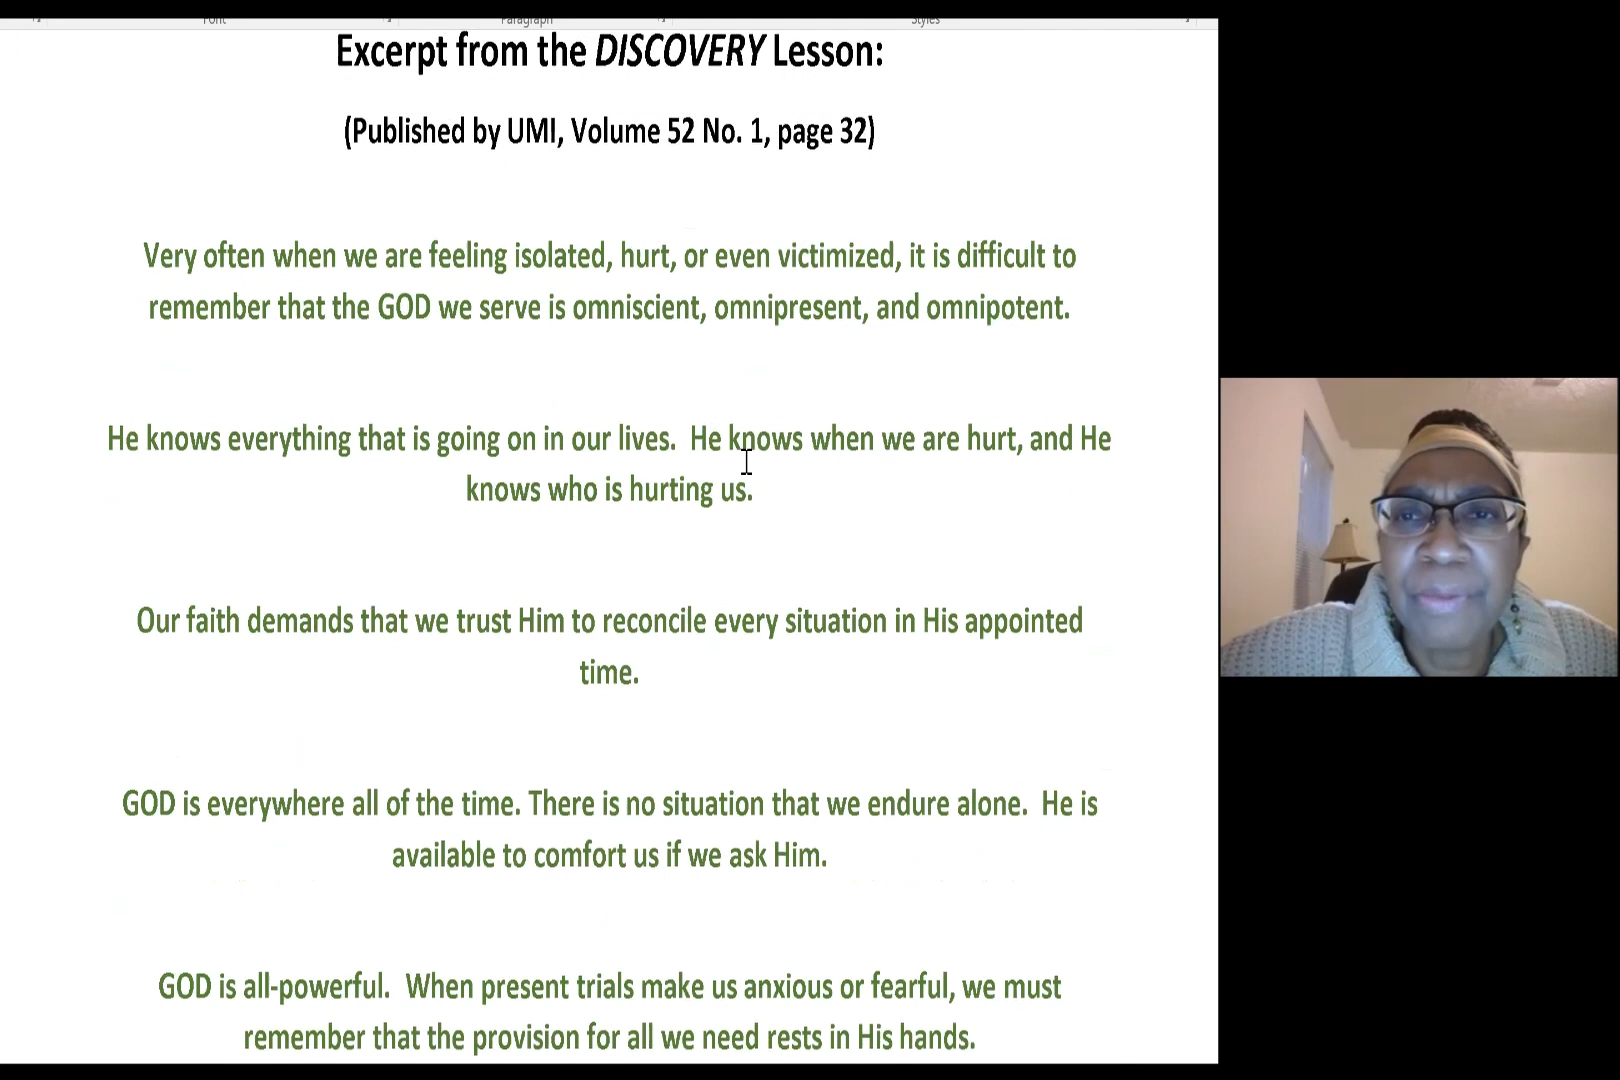 Font Paragraph Styles
Excerpt from the DISCOVERY Lesson:
(Published by UMI, Volume 52 No. 1, page 32)
Very often when we are feeling isolated, hurt, or even victimized, it is difficult to
remember that the GOD we serve is omniscient, omnipresent, and omnipotent.
He knows everything that is going on in our lives.  He knows when we are hurt, and He
knows who is hurting us.
Our faith demands that we trust Him to reconcile every situation in His appointed
time.
GOD is everywhere all of the time. There is no situation that we endure alone.  He is
available to comfort us if we ask Him.
GOD is all-powerful.  When present trials make us anxious or fearful, we must
remember that the provision for all we need rests in His hands.